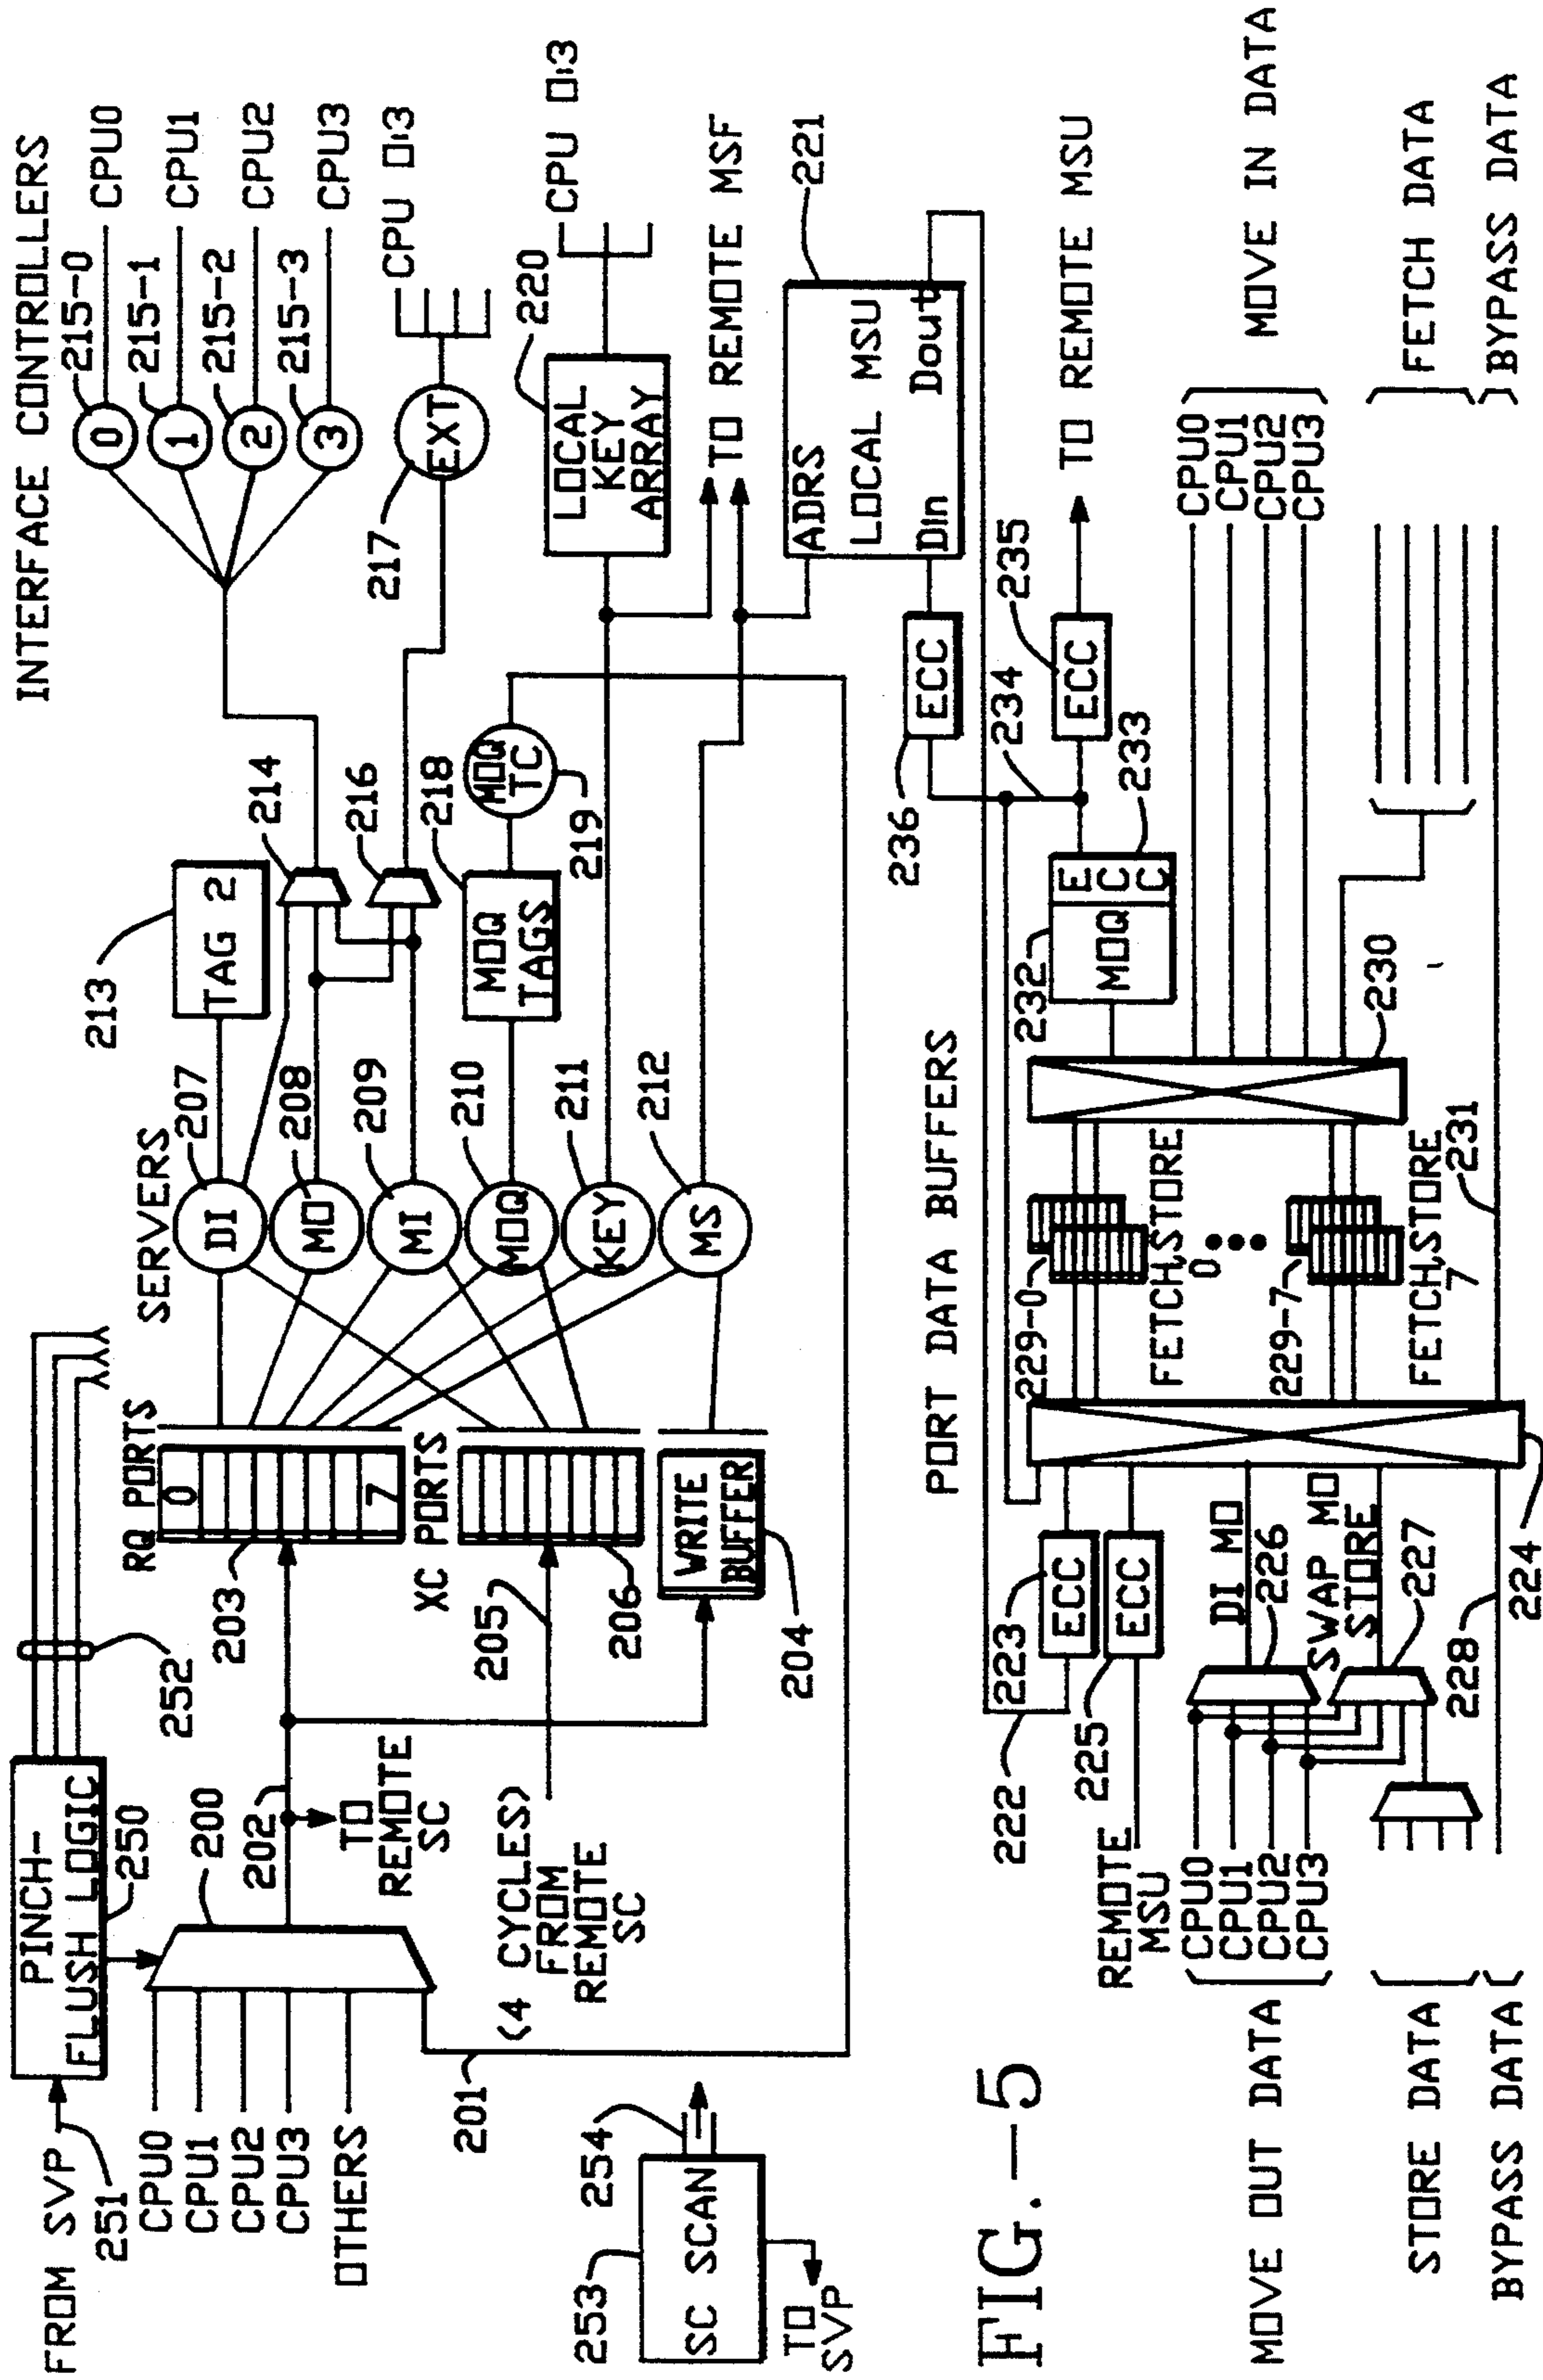 INTERFACE CONTROLLERS
FROM SVP
251
PINCH-
FLUSH LOGIC
250
252
CPU0
CPU1
CPU2
CPU3
OTHERS
200
201
202
TO
REMOTE
SC
RQ PORTS
0
7
203
XC PORTS
205
206
(4 CYCLES)
FROM
REMOTE
SC
WRITE
BUFFER
204
SERVERS
DI
207
MO
208
MI
209
MOQ
210
KEY
211
MS
212
TAG 2
213
214
216
MOQ
TAGS
218
MOQ
TC
219
0
215-0
CPU0
1
215-1
CPU1
2
215-2
CPU2
3
215-3
CPU3
EXT
217
CPU 0:3
LOCAL
KEY
ARRAY
220
CPU 0:3
TO REMOTE MSF
ADRS
LOCAL MSU
Din
Dout
221
253
SC SCAN
254
TO
SVP
FIG.-5
PORT DATA BUFFERS
222
223
ECC
225
ECC
REMOTE
MSU
MOVE OUT DATA
CPU0
CPU1
CPU2
CPU3
STORE DATA
BYPASS DATA
DI MO
226
SWAP MO
STORE
227
228
224
229-0
FETCH,STORE
0
229-7
FETCH,STORE
7
231
230
232
MOQ
ECC
233
234
236
ECC
235
ECC
TO REMOTE MSU
CPU0
CPU1
CPU2
CPU3
MOVE IN DATA
FETCH DATA
BYPASS DATA